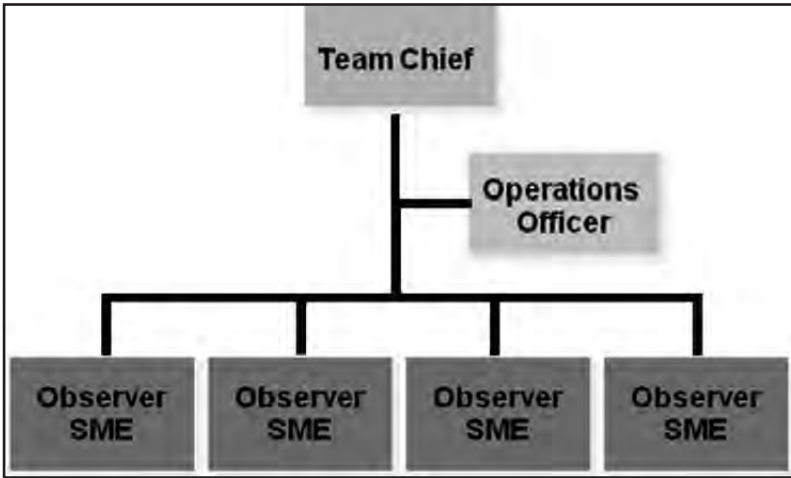 Team Chief
Operations
Officer
Observer
SME
Observer
SME
Observer
SME
Observer
SME